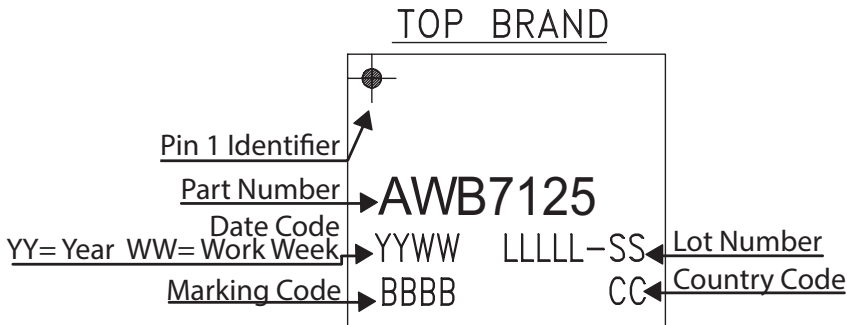 TOP BRAND
Pin 1 Identifier
Part Number AWB7125
Date Code
YY= Year WW= Work Week YYWW LLLLL-SS Lot Number
Marking Code BBBB CC Country Code